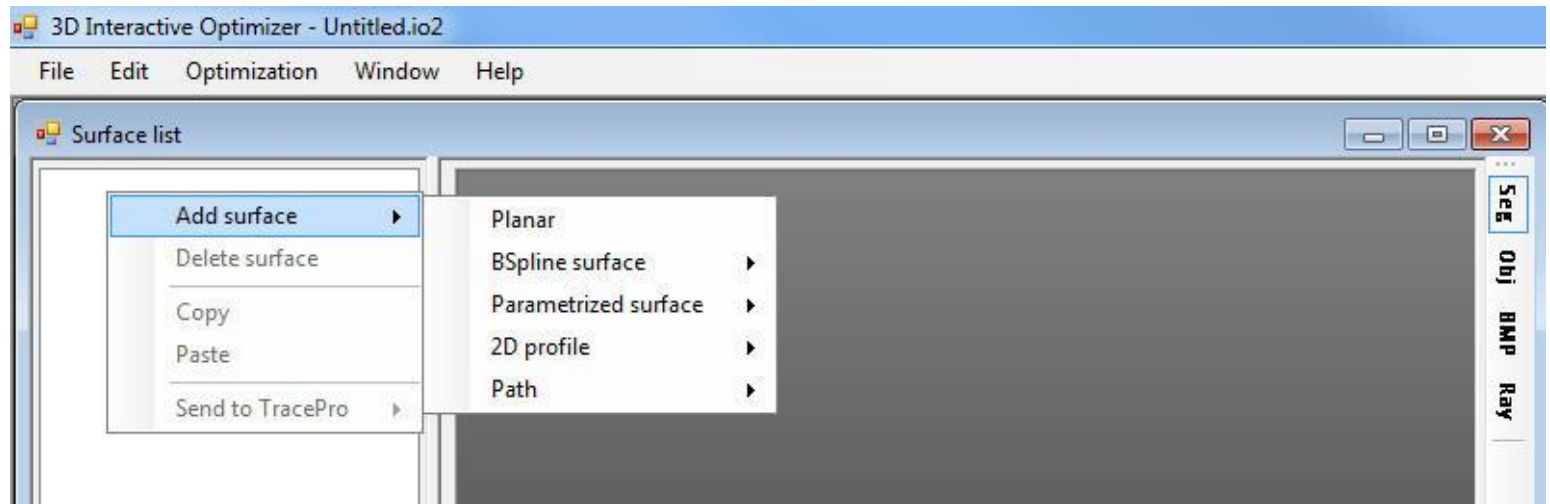 3D Interactive Optimizer - Untitled.io2
File Edit Optimization Window Help
Surface list
Add surface
Delete surface
Copy
Paste
Send to TracePro
Planar
BSpline surface
Parametrized surface
2D profile
Path
Seg
Obj
BMP
Ray